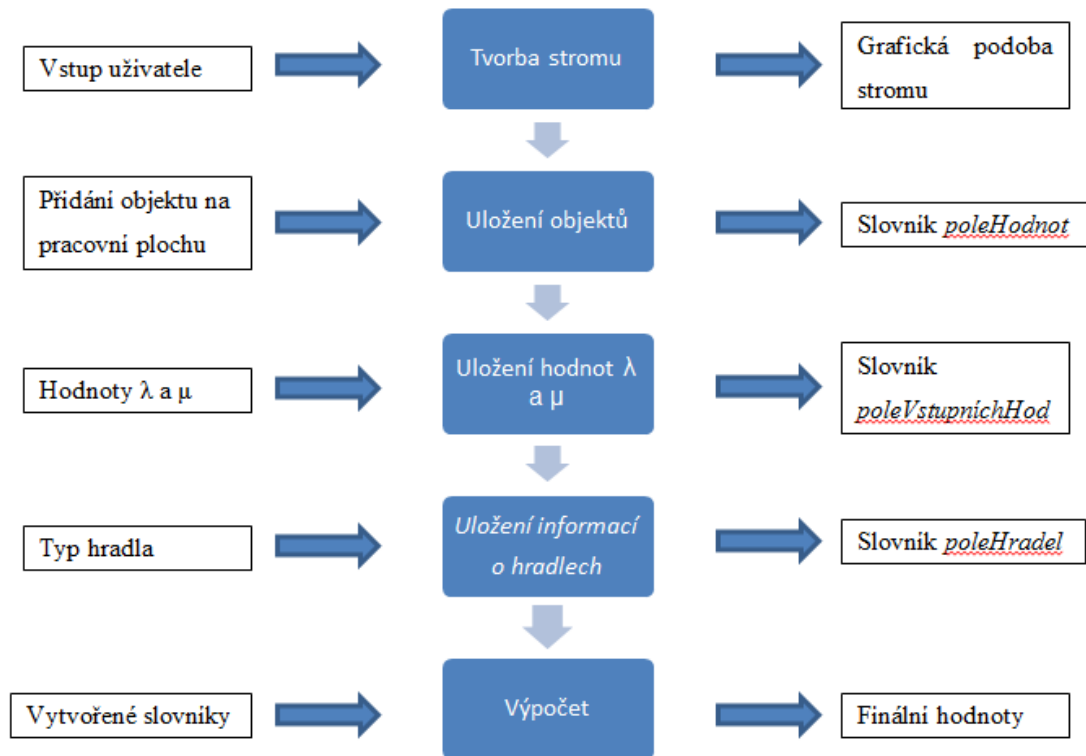 Vstup uživatele
Tvorba stromu
Grafická podoba
stromu
Přidání objektu na
pracovní plochu
Uložení objektů
Slovník poleHodnot
Hodnoty λ a μ
Uložení hodnot λ
a μ
Slovník
poleVstupníchHod
Typ hradla
Uložení informací
o hradlech
Slovník poleHradel
Vytvořené slovníky
Výpočet
Finální hodnoty